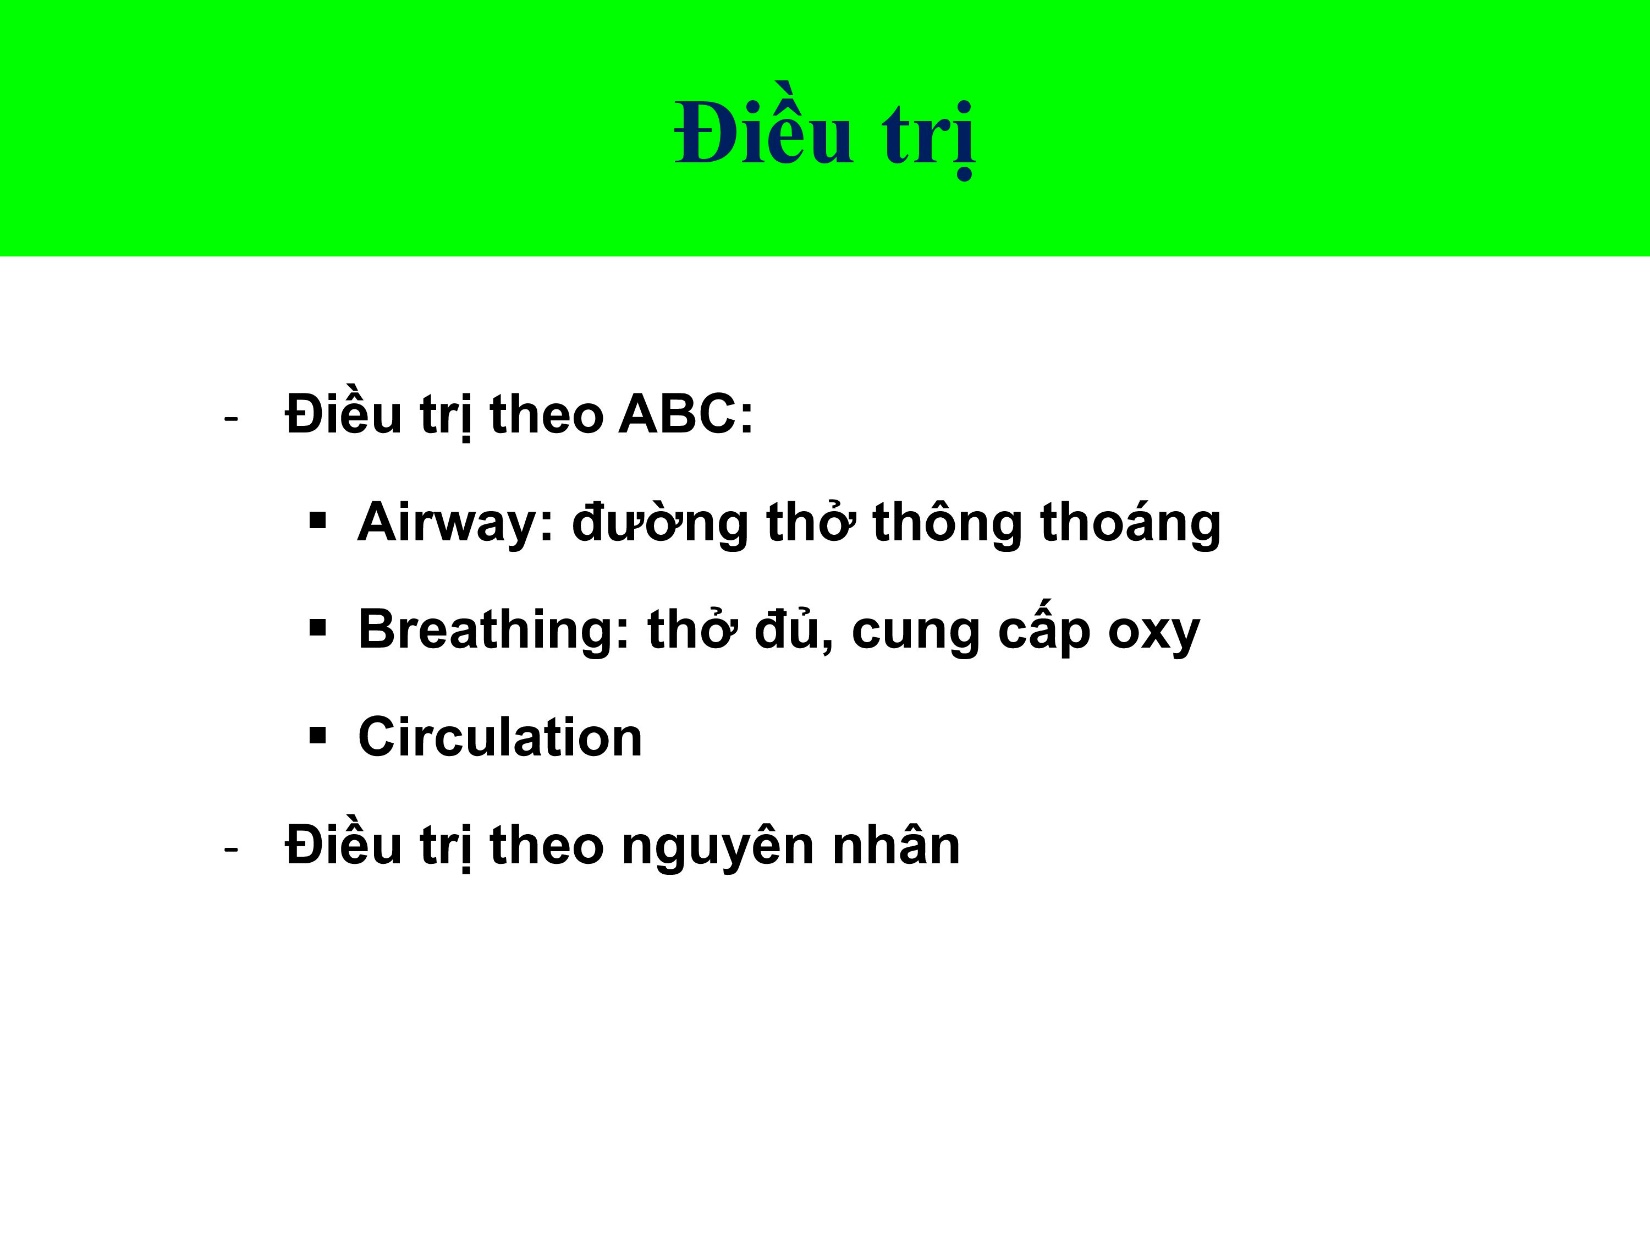 Điều trị
- Điều trị theo ABC:
▪ Airway: đường thở thông thoáng
▪ Breathing: thở đủ, cung cấp oxy
▪ Circulation
- Điều trị theo nguyên nhân